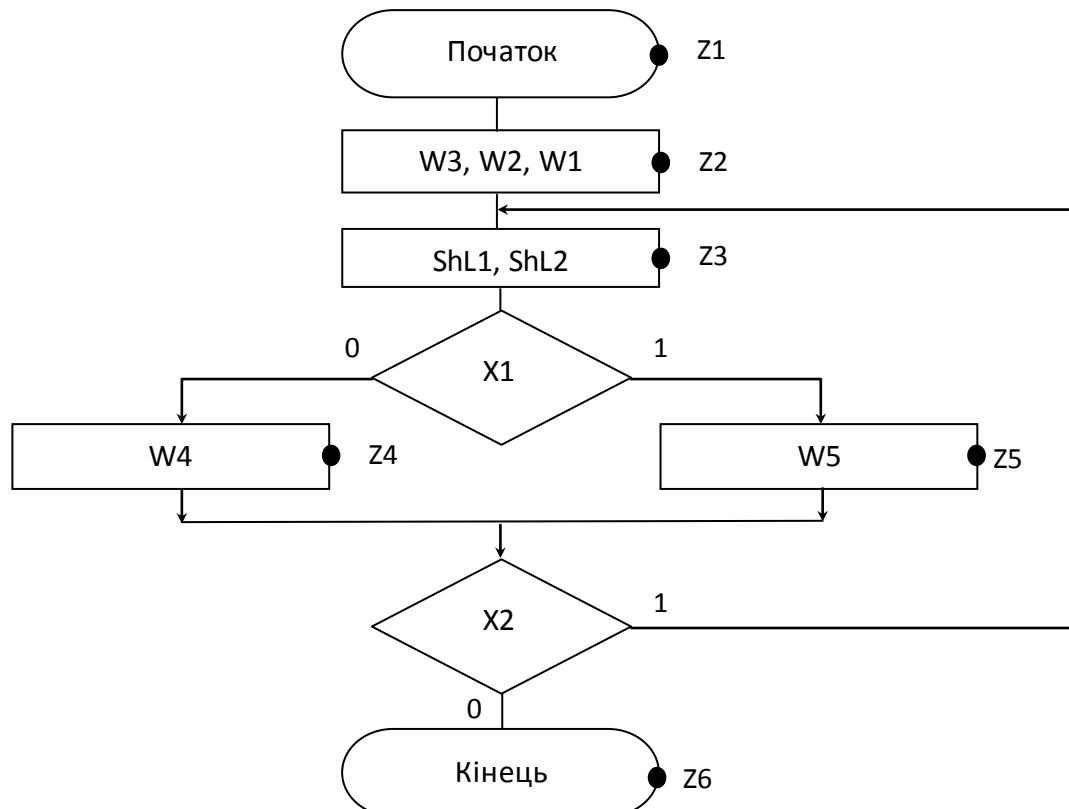 Початок Z1
W3, W2, W1 Z2
ShL1, ShL2 Z3
0 1
X1
W4 Z4 W5 Z5
1
X2
0
Кінець Z6